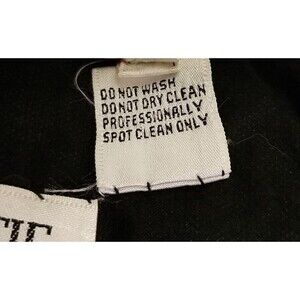 DO NOT WASH
DO NOT DRY CLEAN
PROFESSIONALLY
SPOT CLEAN ONLY